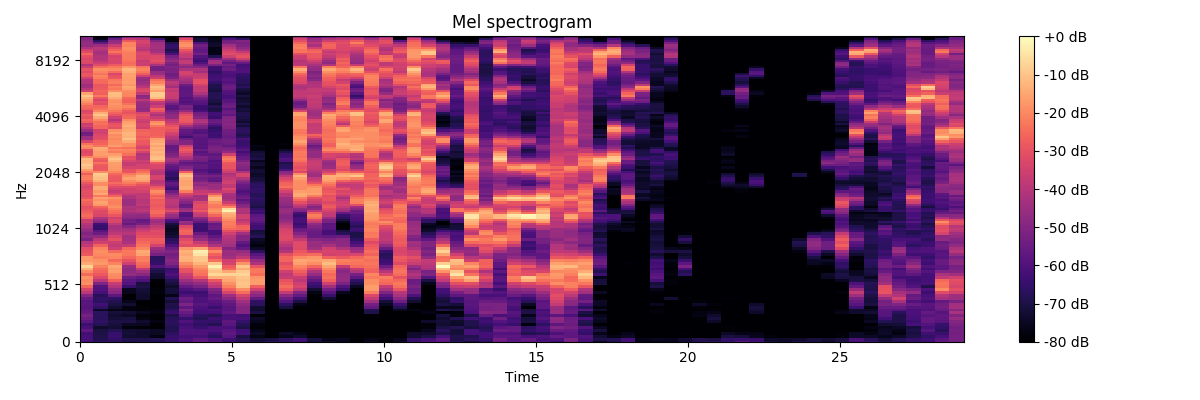 Mel spectrogram
8192
4096
2048
1024
512
0
Hz
0 5 10 15 20 25
Time
+0 dB
-10 dB
-20 dB
-30 dB
-40 dB
-50 dB
-60 dB
-70 dB
-80 dB